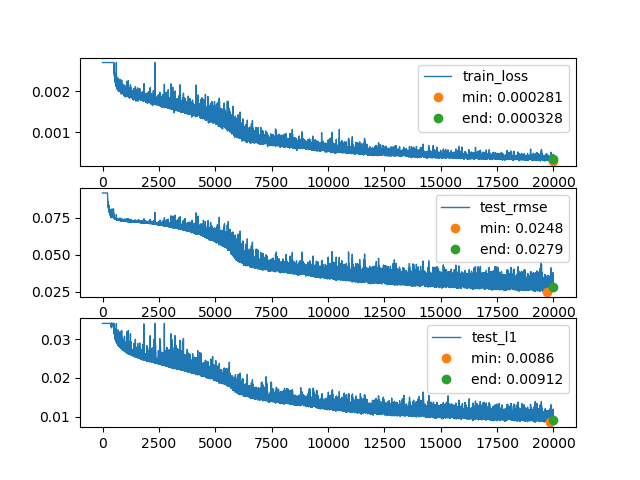 train_loss
min: 0.000281
end: 0.000328
0.002
0.001
0 2500 5000 7500 10000 12500 15000 17500 20000
test_rmse
min: 0.0248
end: 0.0279
0.075
0.050
0.025
0 2500 5000 7500 10000 12500 15000 17500 20000
test_l1
min: 0.0086
end: 0.00912
0.03
0.02
0.01
0 2500 5000 7500 10000 12500 15000 17500 20000